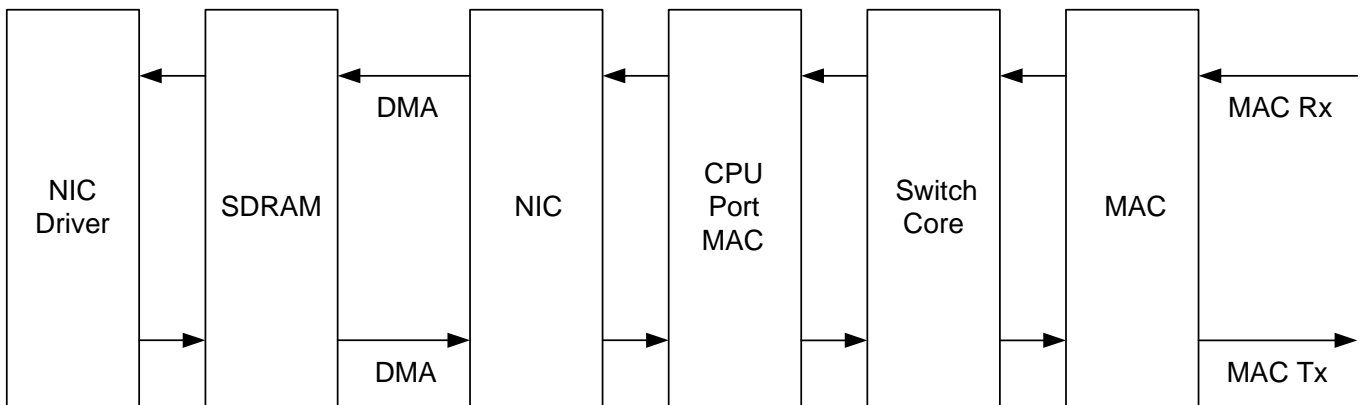 DMA
MAC Rx
NIC
Driver
SDRAM
NIC
CPU
Port
MAC
Switch
Core
MAC
DMA
MAC Tx